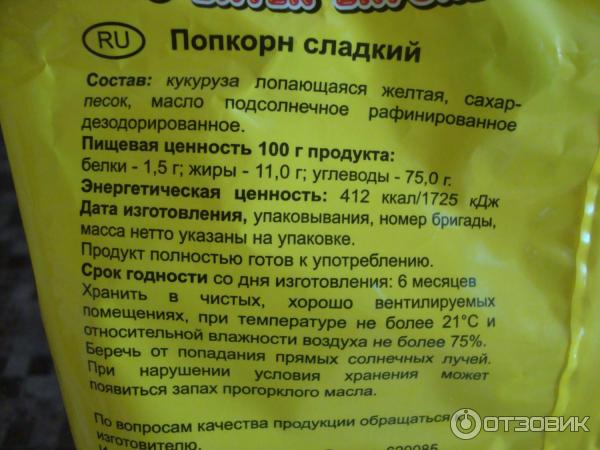 RU Попкорн сладкий
Состав: кукуруза лопающаяся желтая, сахар-
песок, масло подсолнечное рафинированное
дезодорированное.
Пищевая ценность 100 г продукта:
белки - 1,5 г; жиры - 11,0 г; углеводы - 75,0 г.
Энергетическая ценность: 412 ккал/1725 кДж
Дата изготовления, упаковывания, номер бригады,
масса нетто указаны на упаковке.
Продукт полностью готов к употреблению.
Срок годности со дня изготовления: 6 месяцев
Хранить в чистых, хорошо вентилируемых
помещениях, при температуре не более 21°С и
относительной влажности воздуха не более 75%.
Беречь от попадания прямых солнечных лучей.
При нарушении условия хранения может
появиться запах прогорклого масла.
По вопросам качества продукции обращаться к
изготовителю.
620085
ОТЗОВИК